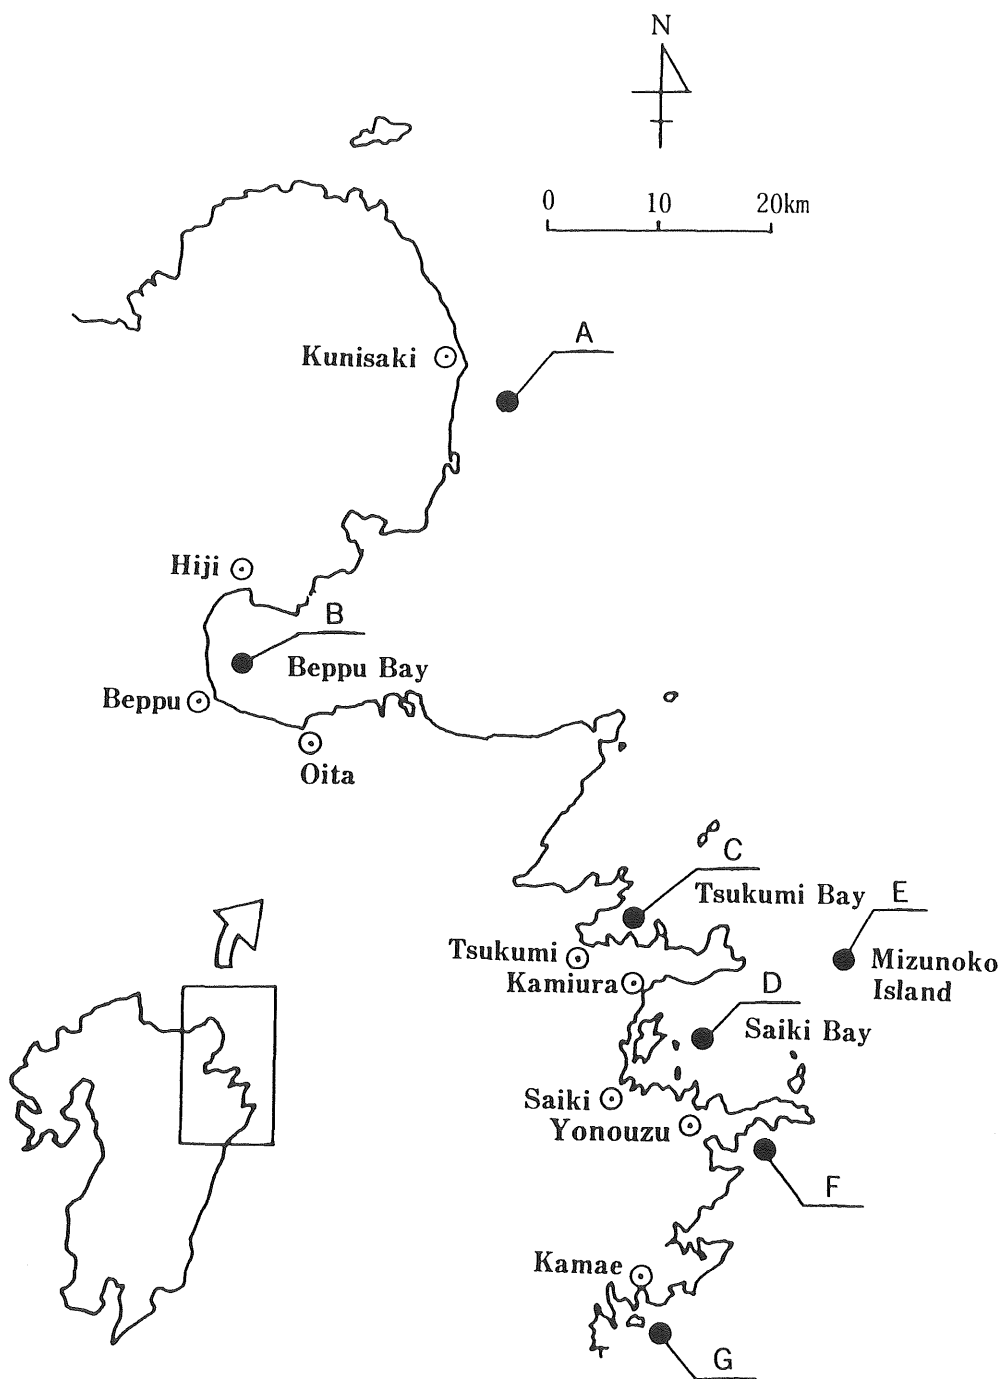 N
0 10 20km
A
Kunisaki
Hiji
B
Beppu Bay
Beppu
Oita
C
Tsukumi Bay
E
Tsukumi
Mizunoko
Island
Kamiura
D
Saiki Bay
Saiki
Yonouzu
F
Kamae
G